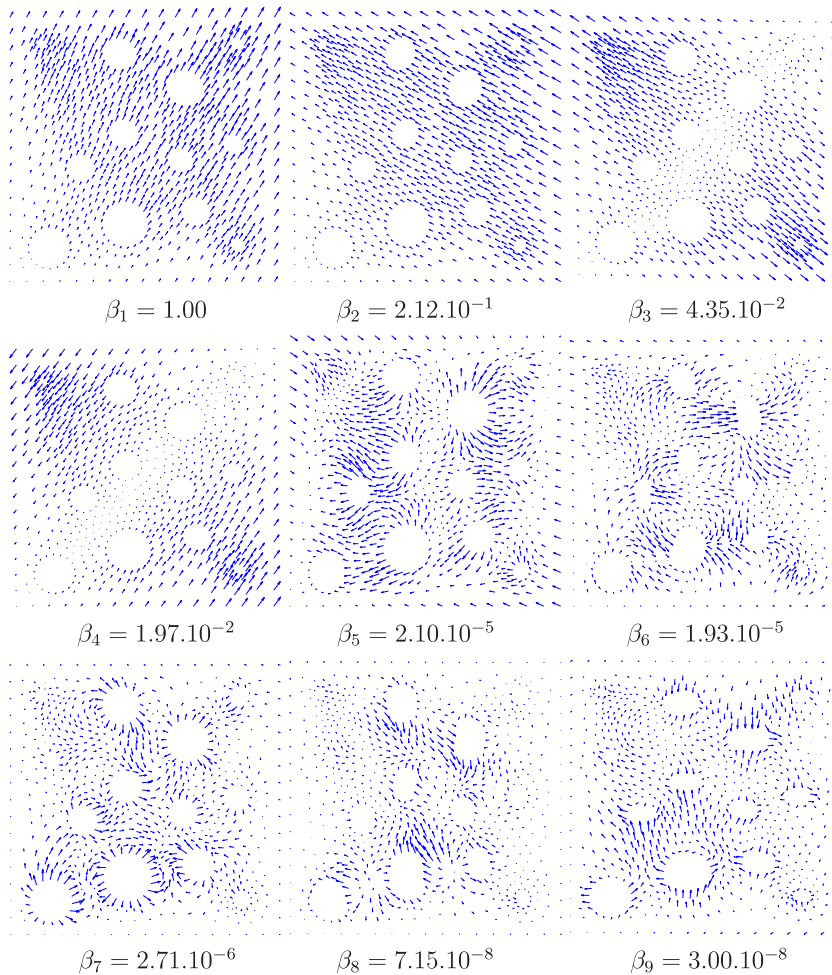 β₁ = 1.00
β₂ = 2.12.10⁻¹
β₃ = 4.35.10⁻²
β₄ = 1.97.10⁻²
β₅ = 2.10.10⁻⁵
β₆ = 1.93.10⁻⁵
β₇ = 2.71.10⁻⁶
β₈ = 7.15.10⁻⁸
β₉ = 3.00.10⁻⁸